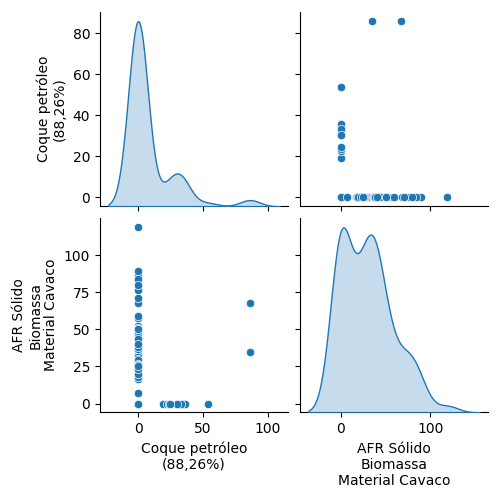 80
60
40
20
0
Coque petróleo
(88,26%)
100
75
50
25
0
AFR Sólido
Biomassa
Material Cavaco
0 50 100
0 100
Coque petróleo
(88,26%)
AFR Sólido
Biomassa
Material Cavaco